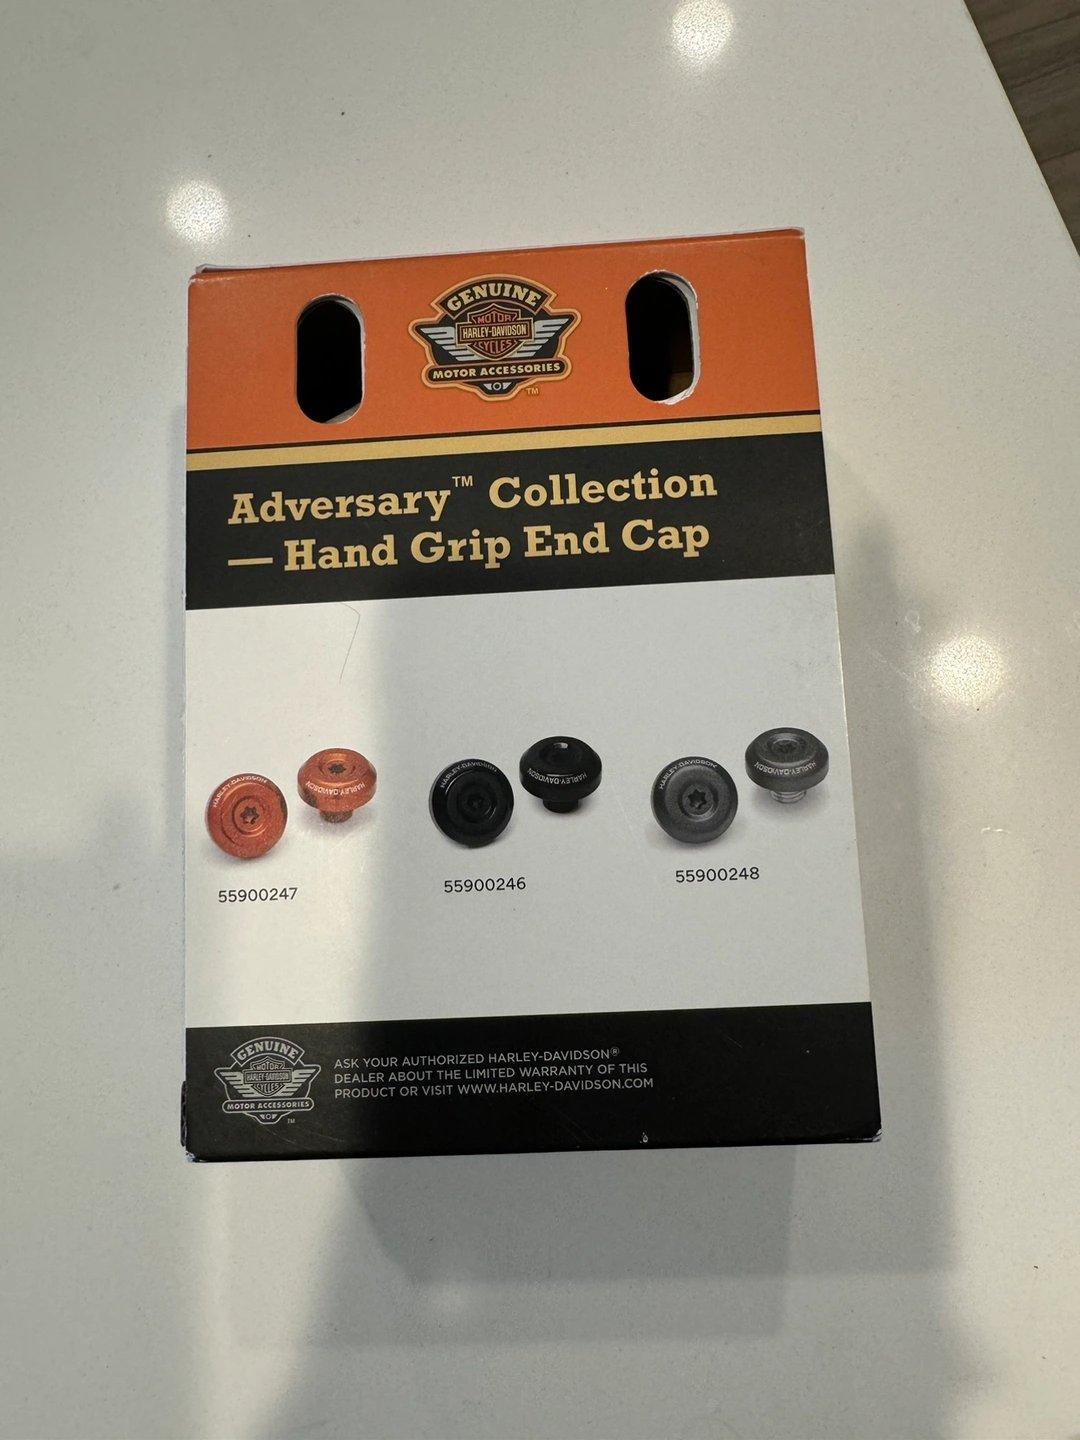 GENUINE
MOTOR
HARLEY-DAVIDSON
CYCLES
MOTOR ACCESSORIES
TM
Adversary™ Collection
— Hand Grip End Cap
HARLEY-DAVIDSON
HARLEY-DAVIDSON
HARLEY-DAVIDSON
HARLEY-DAVIDSON
HARLEY-DAVIDSON
HARLEY-DAVIDSON
55900247
55900246
55900248
GENUINE
MOTOR
HARLEY-DAVIDSON
CYCLES
MOTOR ACCESSORIES
TM
ASK YOUR AUTHORIZED HARLEY-DAVIDSON®
DEALER ABOUT THE LIMITED WARRANTY OF THIS
PRODUCT OR VISIT WWW.HARLEY-DAVIDSON.COM